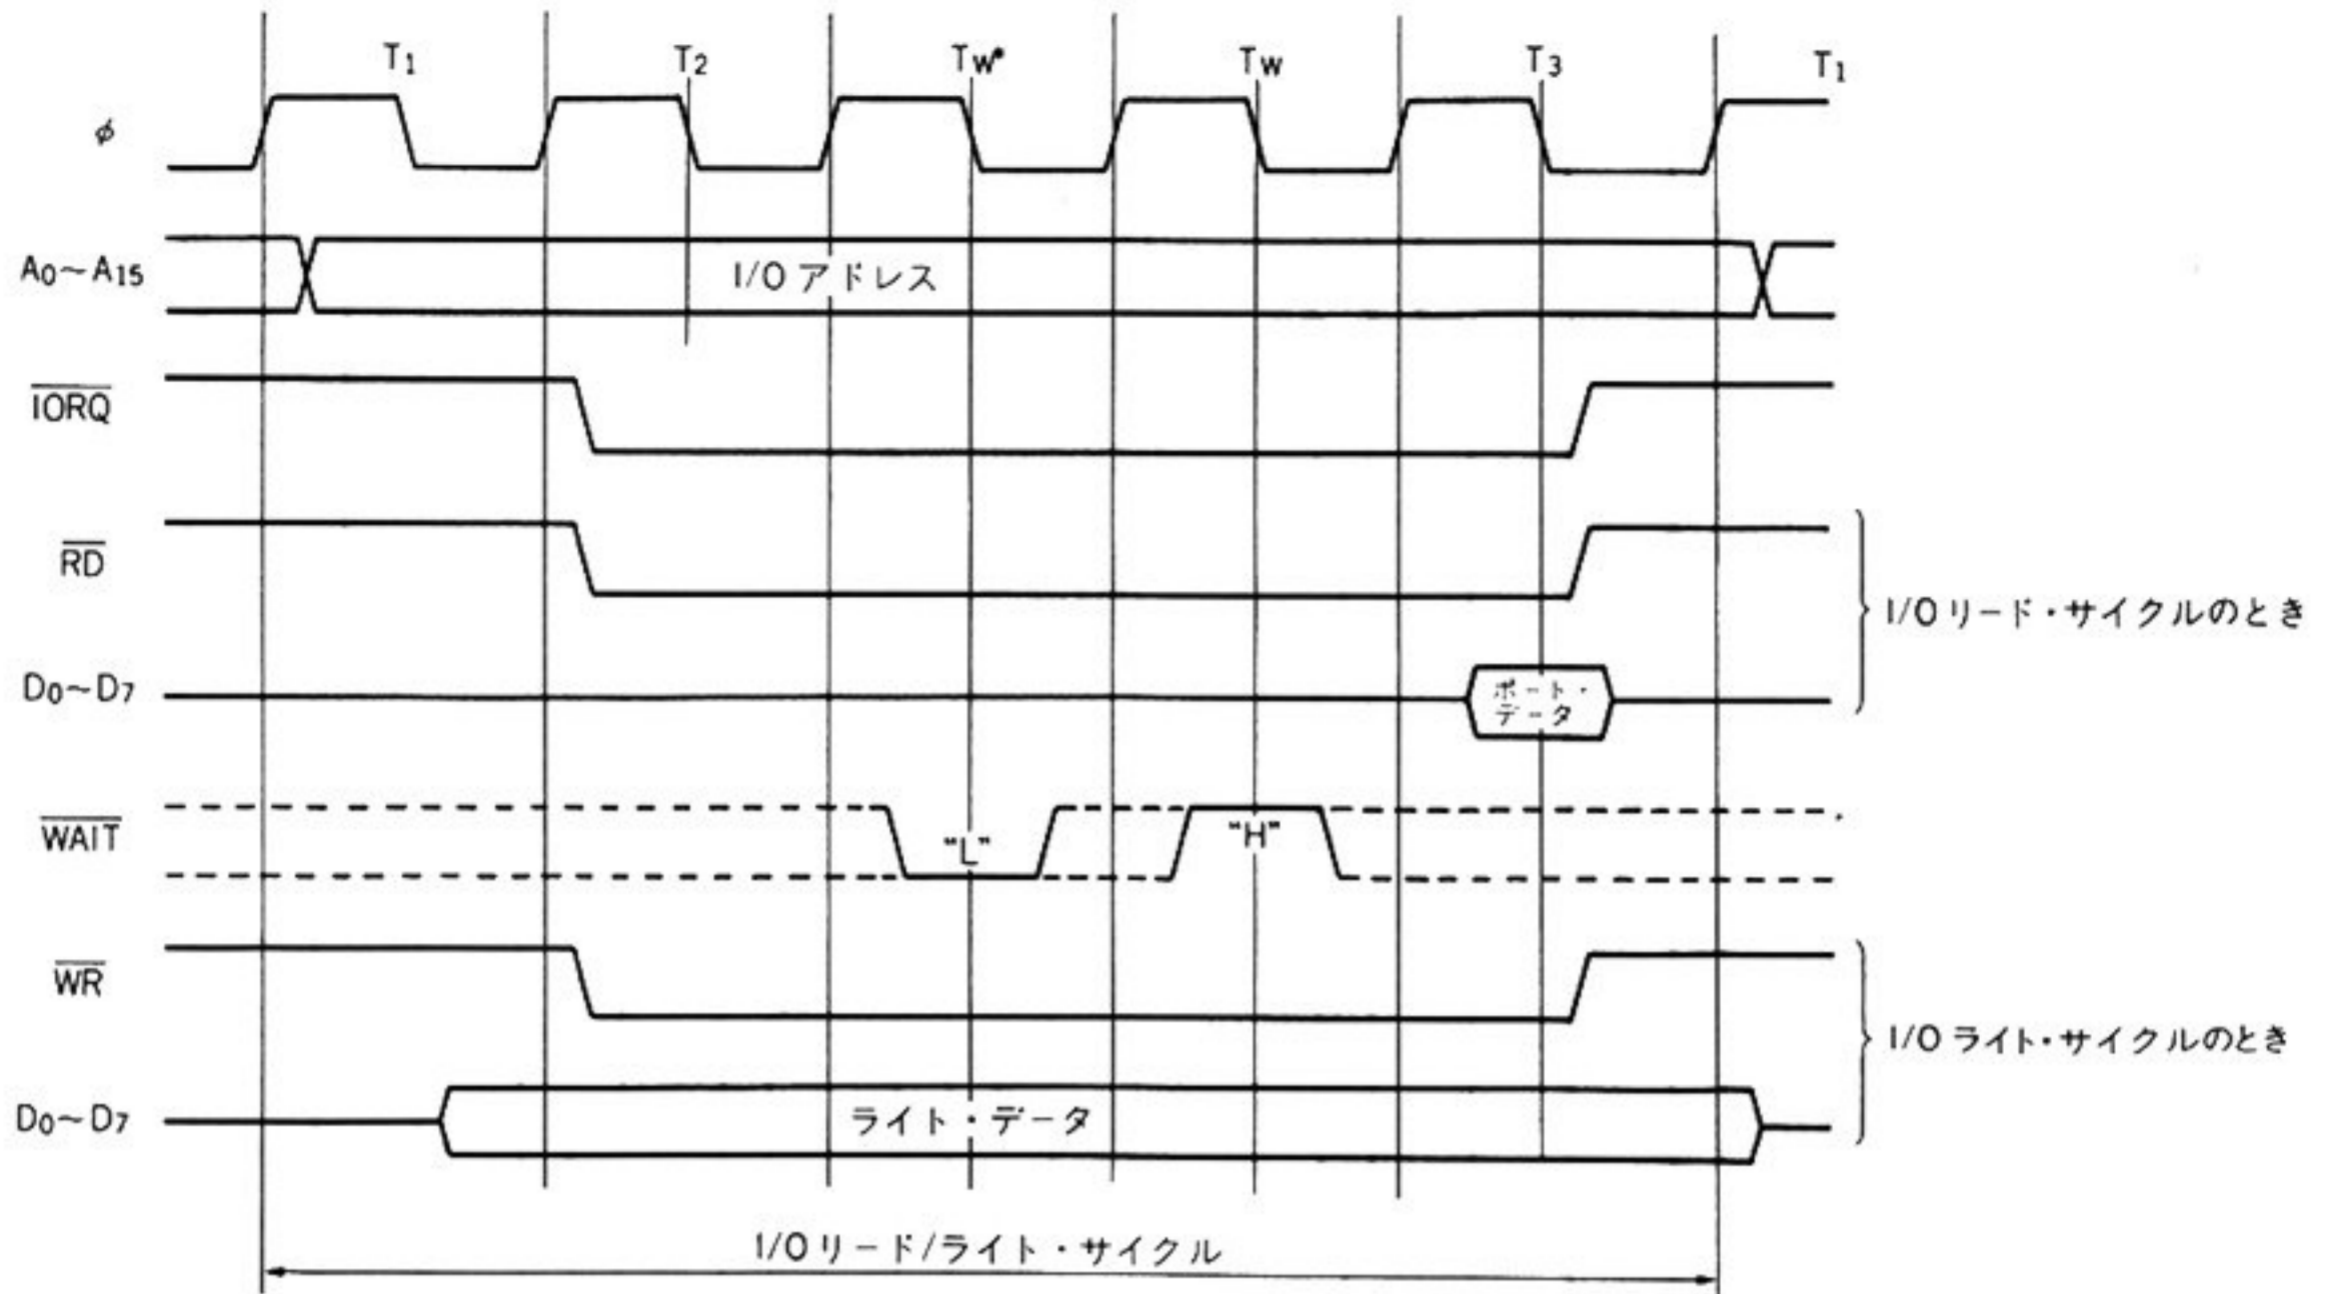 T1 T2 Tw* Tw T3 T1
φ
A0~A15
I/O アドレス
IORQ
RD
I/O リード・サイクルのとき
D0~D7
ポート・
データ
WAIT
"L"
"H"
WR
I/O ライト・サイクルのとき
D0~D7
ライト・データ
I/O リード/ライト・サイクル